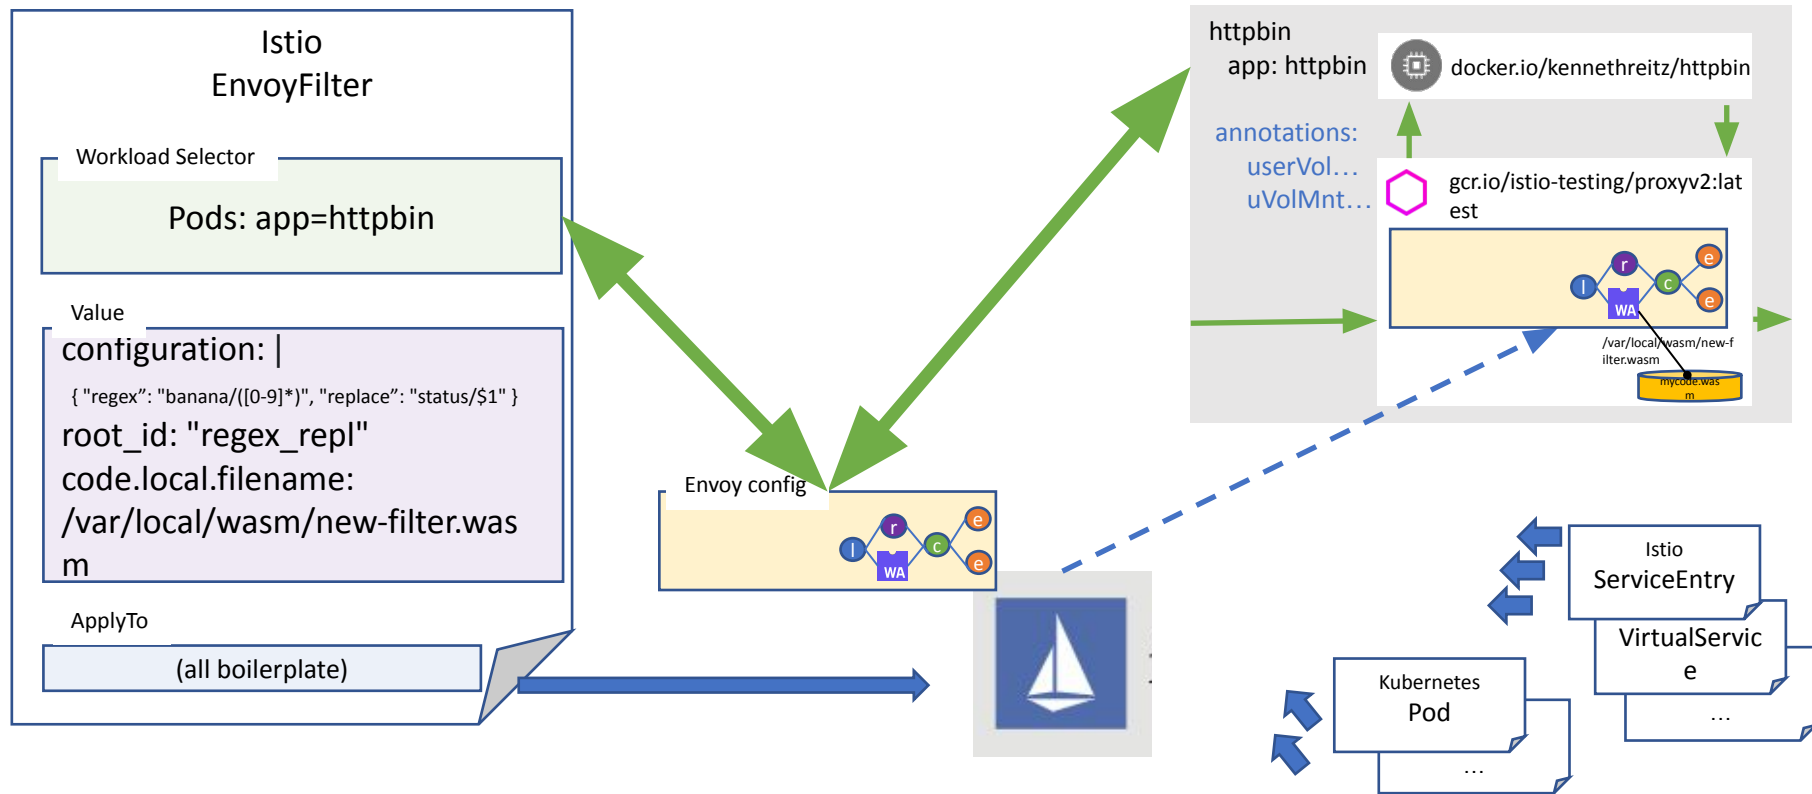 Istio
EnvoyFilter
Workload Selector
Pods: app=httpbin
Value
configuration: |
{ "regex”: "banana/([0-9]*)", "replace”: "status/$1" }
root_id: "regex_repl"
code.local.filename:
/var/local/wasm/new-filter.was
m
ApplyTo
(all boilerplate)
Envoy config
l
r
WA
c
e
e
httpbin
app: httpbin
annotations:
userVol…
uVolMnt…
docker.io/kennethreitz/httpbin
gcr.io/istio-testing/proxyv2:lat
est
l
r
WA
c
e
e
/var/local/wasm/new-f
ilter.wasm
mycode.was
m
Istio
ServiceEntry
VirtualServic
e
…
Kubernetes
Pod
…